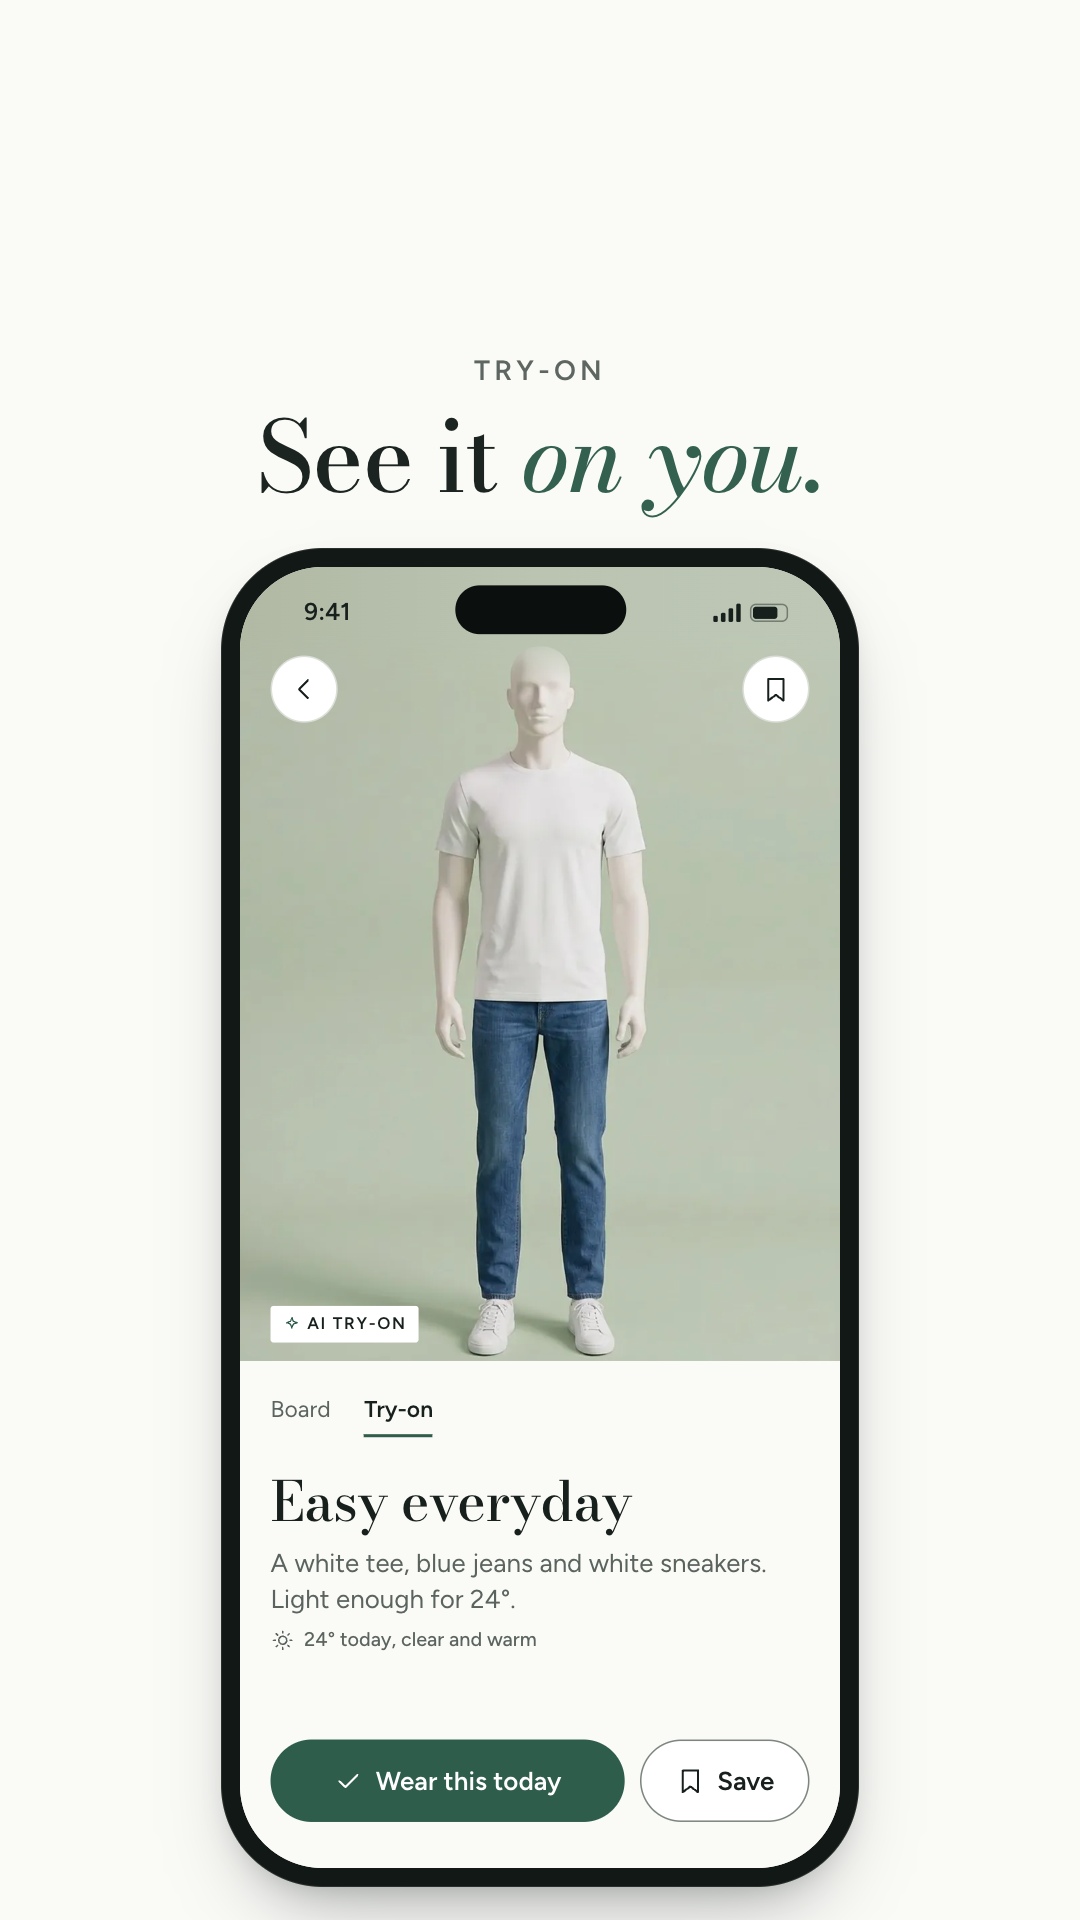 TRY-ON
See it on you.
9:41
AI TRY-ON
Board Try-on
Easy everyday
A white tee, blue jeans and white sneakers.
Light enough for 24°.
24° today, clear and warm
Wear this today Save